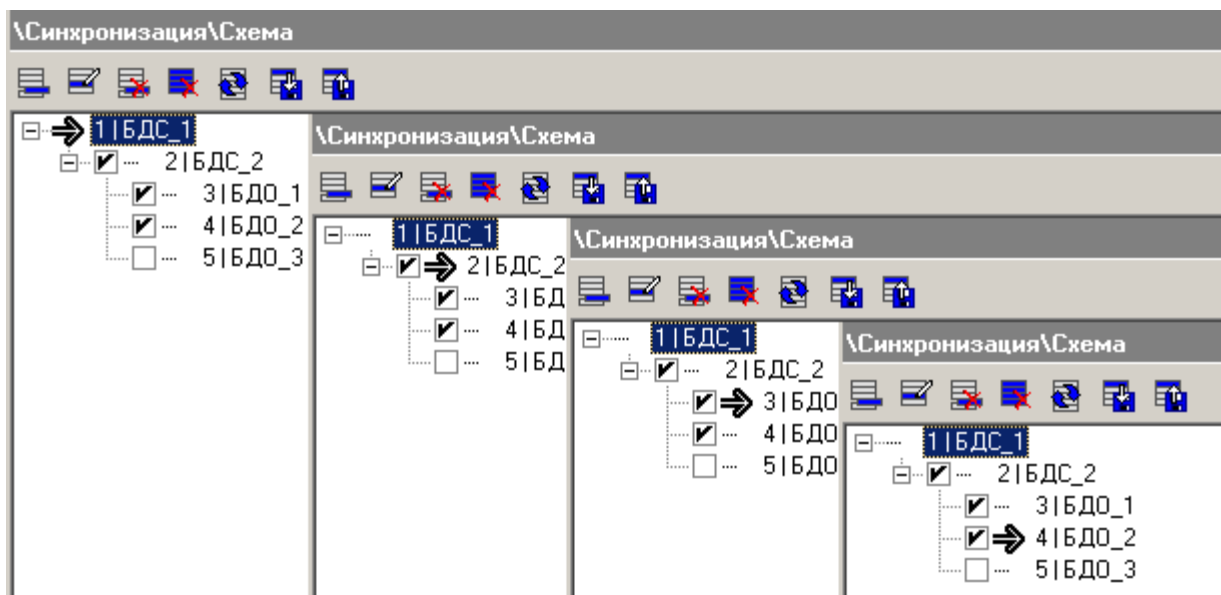 \Синхронизация\Схема
1|БДС_1
2|БДС_2
3|БДО_1
4|БДО_2
5|БДО_3
\Синхронизация\Схема
1|БДС_1
2|БДС_2
3|БД
4|БД
5|БД
\Синхронизация\Схема
1|БДС_1
2|БДС_2
3|БДО
4|БДО
5|БДО
\Синхронизация\Схема
1|БДС_1
2|БДС_2
3|БДО_1
4|БДО_2
5|БДО_3